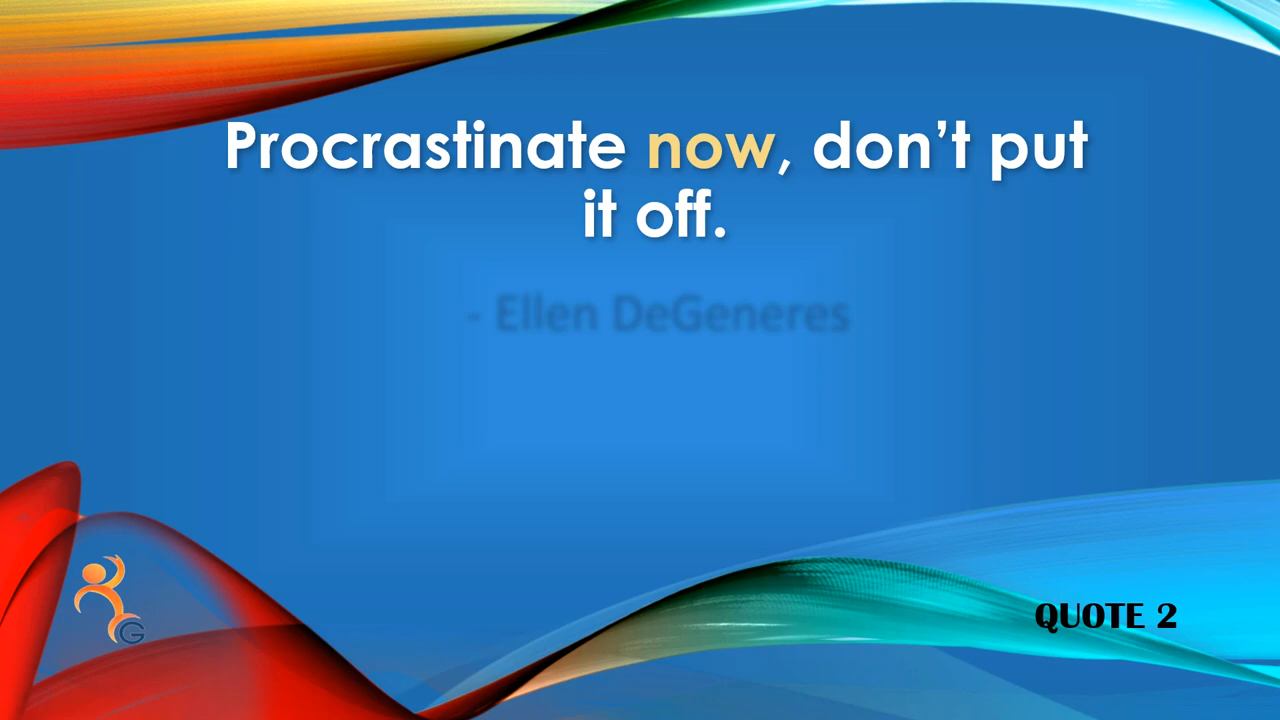 Procrastinate now, don’t put
it off.
- Ellen DeGeneres
G
QUOTE 2